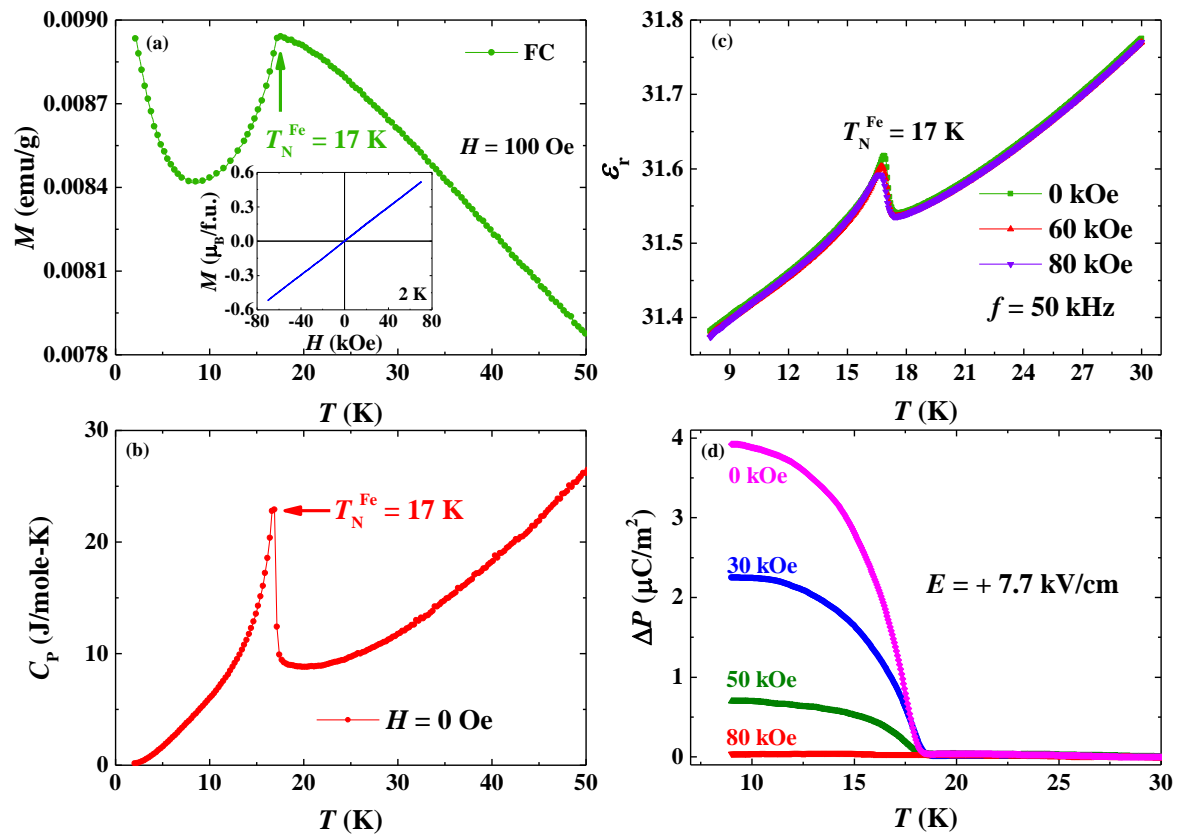 (a)
FC
T_N^Fe = 17 K
H = 100 Oe
M (emu/g)
0.0090
0.0087
0.0084
0.0081
0.0078
0 10 20 30 40 50
T (K)
M (μ_B/f.u.)
0.6
0.3
0.0
-0.3
-0.6
2 K
-80 -40 0 40 80
H (kOe)
(c)
T_N^Fe = 17 K
0 kOe
60 kOe
80 kOe
f = 50 kHz
ε_r
31.8
31.7
31.6
31.5
31.4
9 12 15 18 21 24 27 30
T (K)
(b)
T_N^Fe = 17 K
H = 0 Oe
C_P (J/mole-K)
30
20
10
0
0 10 20 30 40 50
T (K)
(d)
0 kOe
30 kOe
50 kOe
80 kOe
E = + 7.7 kV/cm
ΔP (μC/m²)
4
3
2
1
0
10 15 20 25 30
T (K)